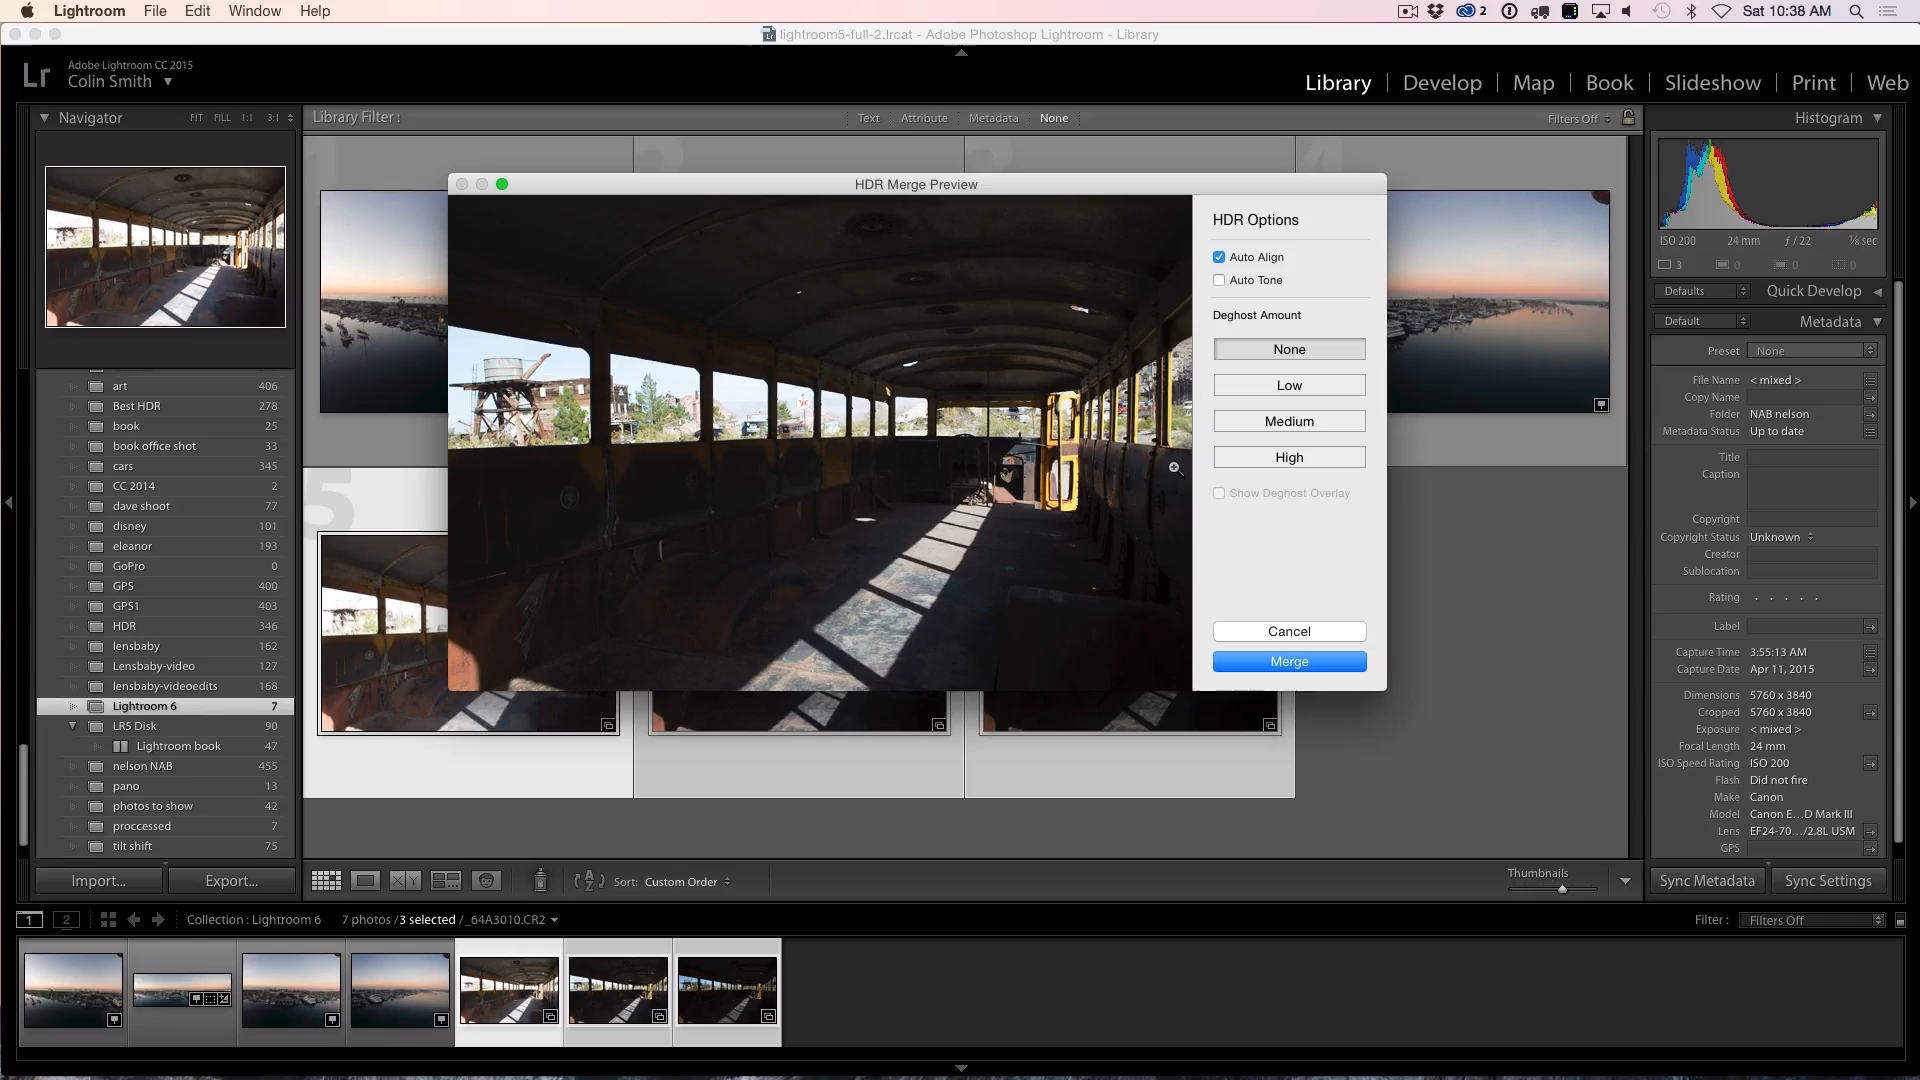 Lightroom File Edit Window Help 2 Sat 10:38 AM
lightroom5-full-2.lrcat - Adobe Photoshop Lightroom - Library
Lr Adobe Lightroom CC 2015
Colin Smith
Library Develop Map Book Slideshow Print Web
Navigator FIT FILL 1:1 3:1
Library Filter : Text Attribute Metadata None Filters Off
Histogram
ISO 200 24 mm ƒ / 22 ⅛ sec
3 0 0 0
Defaults Quick Develop
Default Metadata
HDR Merge Preview
HDR Options
Auto Align
Auto Tone
Deghost Amount
None
Low
Medium
High
Show Deghost Overlay
Cancel
Merge
5
art 406
Best HDR 278
book 25
book office shot 33
cars 345
CC 2014 2
dave shoot 77
disney 101
eleanor 193
GoPro 0
GPS 400
GPS1 403
HDR 346
lensbaby 162
Lensbaby-video 127
lensbaby-videoedits 168
Lightroom 6 7
LR5 Disk 90
Lightroom book 47
nelson NAB 455
pano 13
photos to show 42
proccessed 7
tilt shift 75
Import... Export...
Preset None
File Name < mixed >
Copy Name
Folder NAB nelson
Metadata Status Up to date
Title
Caption
Copyright
Copyright Status Unknown
Creator
Sublocation
Rating . . . . .
Label
Capture Time 3:55:13 AM
Capture Date Apr 11, 2015
Dimensions 5760 x 3840
Cropped 5760 x 3840
Exposure < mixed >
Focal Length 24 mm
ISO Speed Rating ISO 200
Flash Did not fire
Make Canon
Model Canon E...D Mark III
Lens EF24-70.../2.8L USM
GPS
XY Sort: Custom Order Thumbnails
Sync Metadata Sync Settings
1 2 Collection : Lightroom 6 7 photos / 3 selected / _64A3010.CR2 Filter : Filters Off